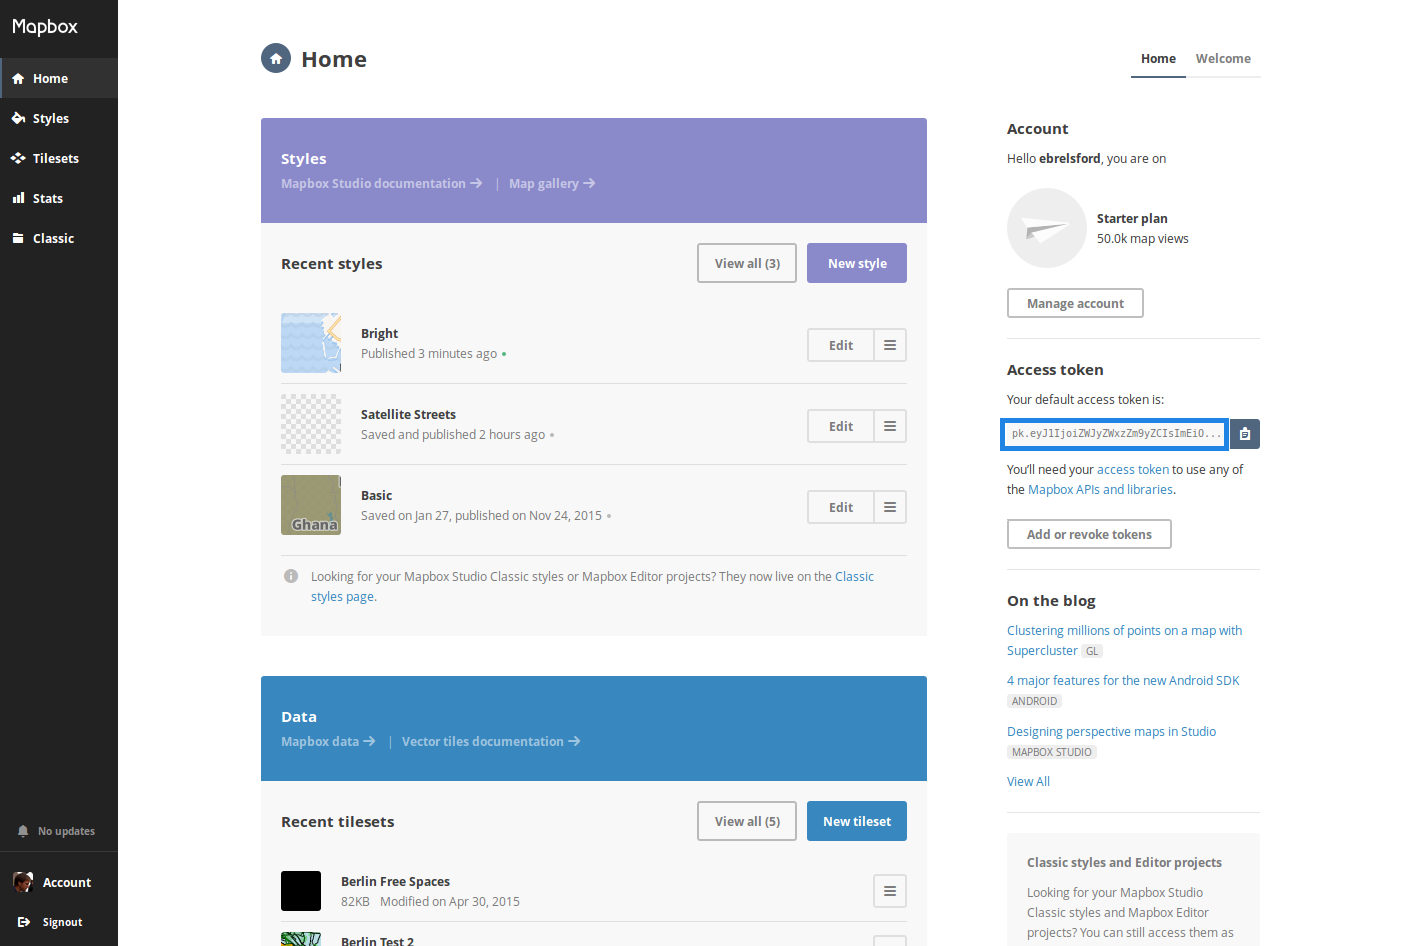 Mapbox
Home
Styles
Tilesets
Stats
Classic
No updates
Account
Signout
Home
Home
Welcome
Styles
Mapbox Studio documentation → | Map gallery →
Recent styles
View all (3)
New style
Bright
Published 3 minutes ago
Edit
Satellite Streets
Saved and published 2 hours ago
Edit
Ghana
Basic
Saved on Jan 27, published on Nov 24, 2015
Edit
Looking for your Mapbox Studio Classic styles or Mapbox Editor projects? They now live on the Classic
styles page.
Data
Mapbox data → | Vector tiles documentation →
Recent tilesets
View all (5)
New tileset
Berlin Free Spaces
82KB Modified on Apr 30, 2015
Berlin Test 2
Account
Hello ebrelsford, you are on
Starter plan
50.0k map views
Manage account
Access token
Your default access token is:
pk.eyJ1IjoiZWJyZWxzZm9yZCIsImEiO...
You'll need your access token to use any of
the Mapbox APIs and libraries.
Add or revoke tokens
On the blog
Clustering millions of points on a map with
Supercluster GL
4 major features for the new Android SDK
ANDROID
Designing perspective maps in Studio
MAPBOX STUDIO
View All
Classic styles and Editor projects
Looking for your Mapbox Studio
Classic styles and Mapbox Editor
projects? You can still access them as